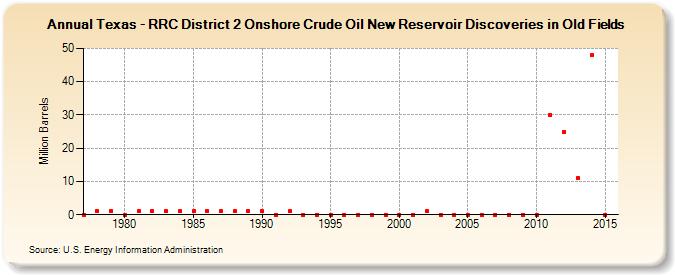 Annual Texas - RRC District 2 Onshore Crude Oil New Reservoir Discoveries in Old Fields
Million Barrels
50
40
30
20
10
0
1980 1985 1990 1995 2000 2005 2010 2015
Source: U.S. Energy Information Administration